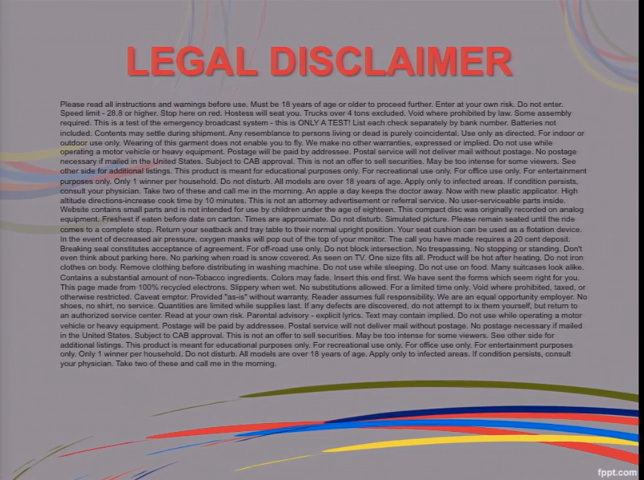 LEGAL DISCLAIMER
Please read all instructions and warnings before use. Must be 18 years of age or older to proceed further. Enter at your own risk. Do not enter.
Speed limit - 28.8 or higher. Stop here on red. Hostess will seat you. Trucks over 4 tons excluded. Void where prohibited by law. Some assembly
required. This is a test of the emergency broadcast system - this is ONLY A TEST! List each check separately by bank number. Batteries not
included. Contents may settle during shipment. Any resemblance to persons living or dead is purely coincidental. Use only as directed. For indoor or
outdoor use only. Wearing of this garment does not enable you to fly. We make no other warranties, expressed or implied. Do not use while
operating a motor vehicle or heavy equipment. Postage will be paid by addressee. Postal service will not deliver mail without postage. No postage
necessary if mailed in the United States. Subject to CAB approval. This is not an offer to sell securities. May be too intense for some viewers. See
other side for additional listings. This product is meant for educational purposes only. For recreational use only. For office use only. For entertainment
purposes only. Only 1 winner per household. Do not disturb. All models are over 18 years of age. Apply only to infected areas. If condition persists,
consult your physician. Take two of these and call me in the morning. An apple a day keeps the doctor away. Now with new plastic applicator. High
altitude directions-increase cook time by 10 minutes. This is not an attorney advertisement or referral service. No user-serviceable parts inside.
Website contains small parts and is not intended for use by children under the age of eighteen. This compact disc was originally recorded on analog
equipment. Freshest if eaten before date on carton. Times are approximate. Do not disturb. Simulated picture. Please remain seated until the ride
comes to a complete stop. Return your seatback and tray table to their normal upright position. Your seat cushion can be used as a flotation device.
In the event of decreased air pressure, oxygen masks will pop out of the top of your monitor. The call you have made requires a 20 cent deposit.
Breaking seal constitutes acceptance of agreement. For off-road use only. Do not block intersection. No trespassing. No stopping or standing. Don't
even think about parking here. No parking when road is snow covered. As seen on TV. One size fits all. Product will be hot after heating. Do not iron
clothes on body. Remove clothing before distributing in washing machine. Do not use while sleeping. Do not use on food. Many suitcases look alike.
Contains a substantial amount of non-Tobacco ingredients. Colors may fade. Insert this end first. We have sent the forms which seem right for you.
This page made from 100% recycled electrons. Slippery when wet. No substitutions allowed. For a limited time only. Void where prohibited, taxed, or
otherwise restricted. Caveat emptor. Provided "as-is" without warranty. Reader assumes full responsibility. We are an equal opportunity employer. No
shoes, no shirt, no service. Quantities are limited while supplies last. If any defects are discovered, do not attempt to ix them yourself, but return to
an authorized service center. Read at your own risk. Parental advisory - explicit lyrics. Text may contain implied. Do not use while operating a motor
vehicle or heavy equipment. Postage will be paid by addressee. Postal service will not deliver mail without postage. No postage necessary if mailed
in the United States. Subject to CAB approval. This is not an offer to sell securities. May be too intense for some viewers. See other side for
additional listings. This product is meant for educational purposes only. For recreational use only. For office use only. For entertainment purposes
only. Only 1 winner per household. Do not disturb. All models are over 18 years of age. Apply only to infected areas. If condition persists, consult
your physician. Take two of these and call me in the morning.
fppt.com